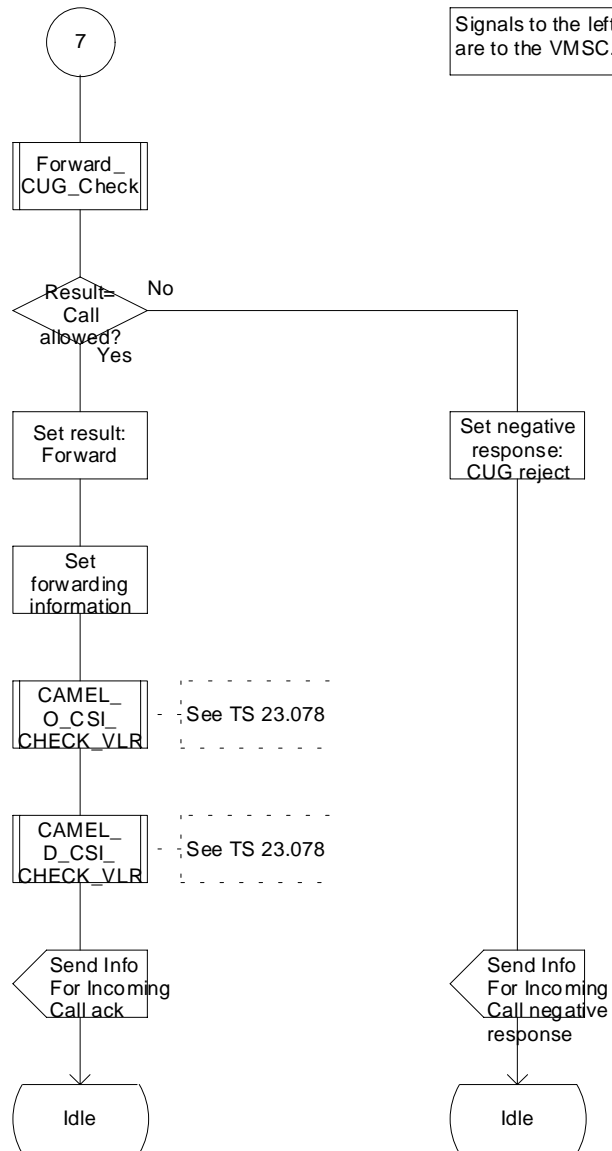 7
Signals to the left
are to the VMSC.
Forward_
CUG_Check
Result=
Call
allowed?
No
Yes
Set result:
Forward
Set negative
response:
CUG reject
Set
forwarding
information
CAMEL_
O_CSI_
CHECK_VLR
See TS 23.078
CAMEL_
D_CSI_
CHECK_VLR
See TS 23.078
Send Info
For Incoming
Call ack
Send Info
For Incoming
Call negative
response
Idle
Idle